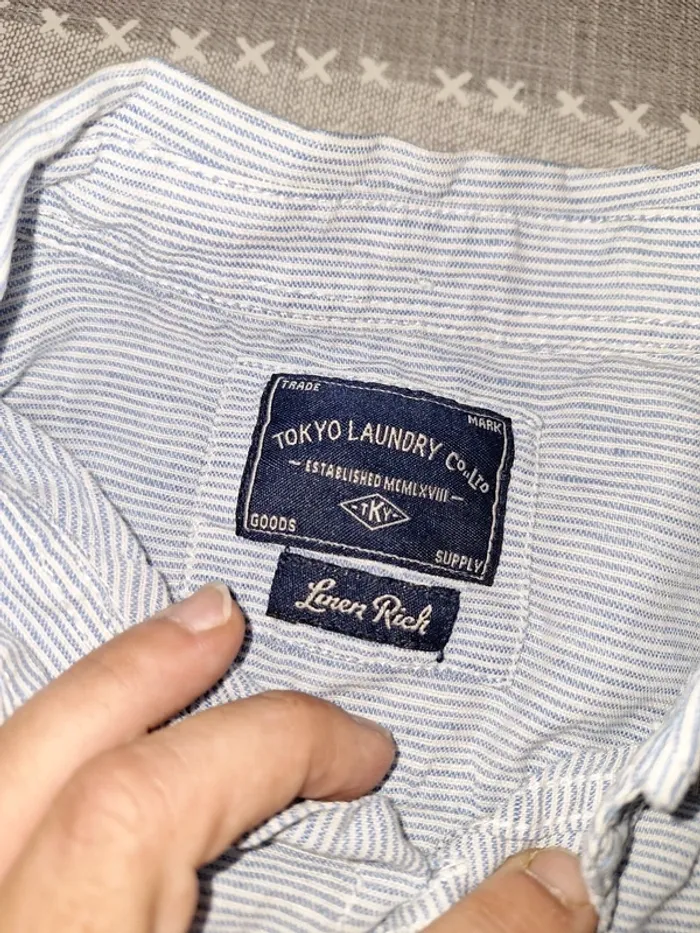 TRADE MARK
TOKYO LAUNDRY Co. LTD
— ESTABLISHED MCMLXVIII —
-TKY-
GOODS SUPPLY
Linen Rich